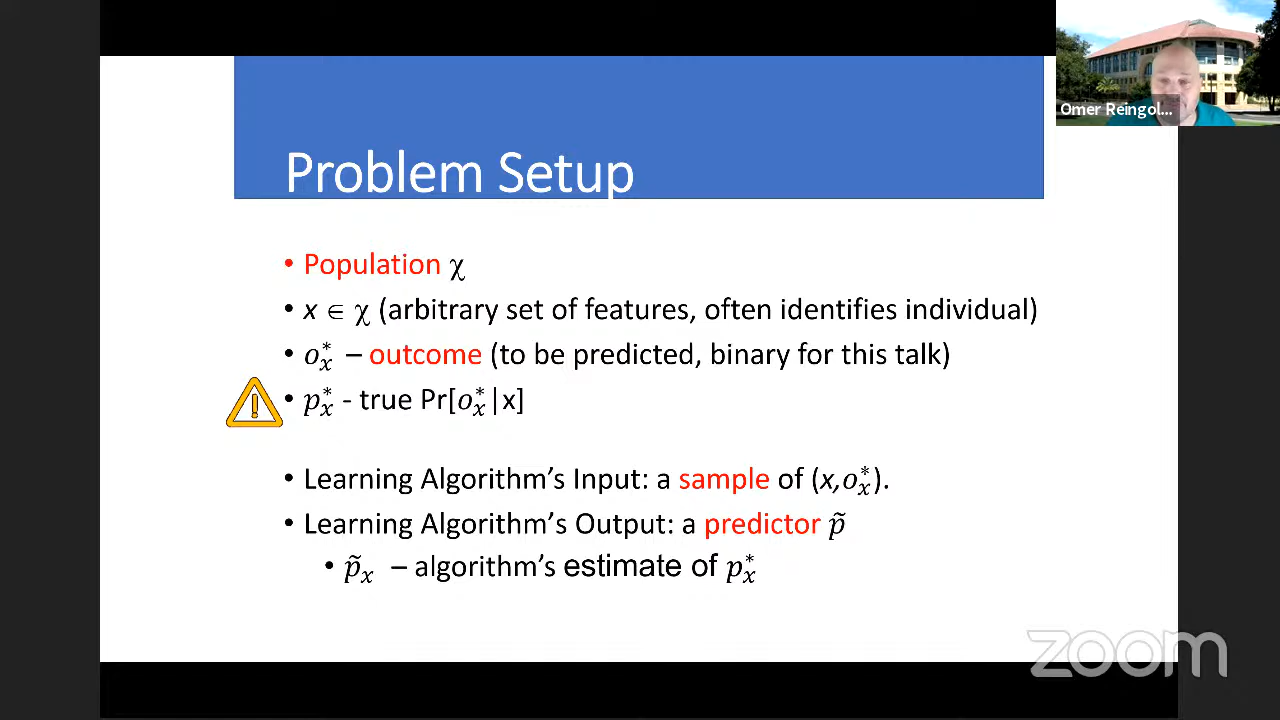 Omer Reingol...
Problem Setup
• Population χ
• x ∈ χ (arbitrary set of features, often identifies individual)
• o*ₓ – outcome (to be predicted, binary for this talk)
• p*ₓ - true Pr[o*ₓ|x]
• Learning Algorithm’s Input: a sample of (x,o*ₓ).
• Learning Algorithm’s Output: a predictor p̃
• p̃ₓ – algorithm’s estimate of p*ₓ
zoom